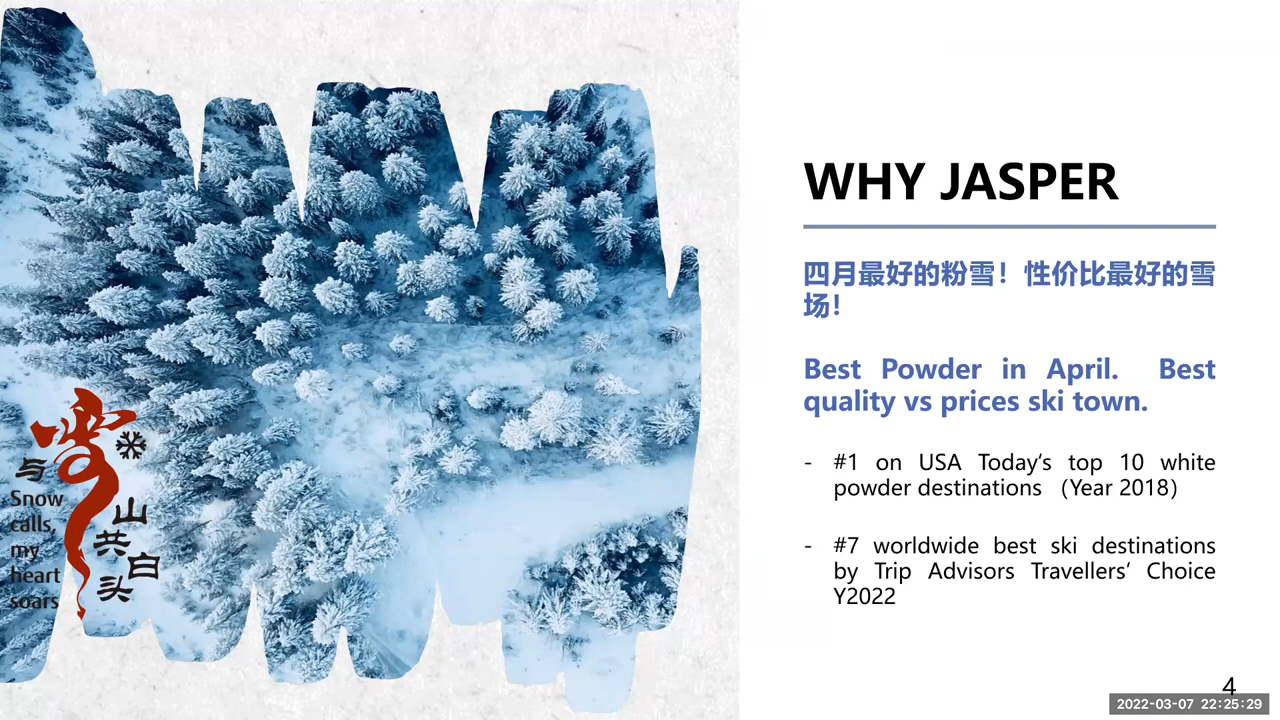 WHY JASPER
四月最好的粉雪！性价比最好的雪
场！
Best Powder in April. Best
quality vs prices ski town.
- #1 on USA Today‘s top 10 white
powder destinations （Year 2018)
- #7 worldwide best ski destinations
by Trip Advisors Travellers’ Choice
Y2022
与
山
共
白
头
Snow
calls,
my
heart
soars
4
2022-03-07 22:25:29